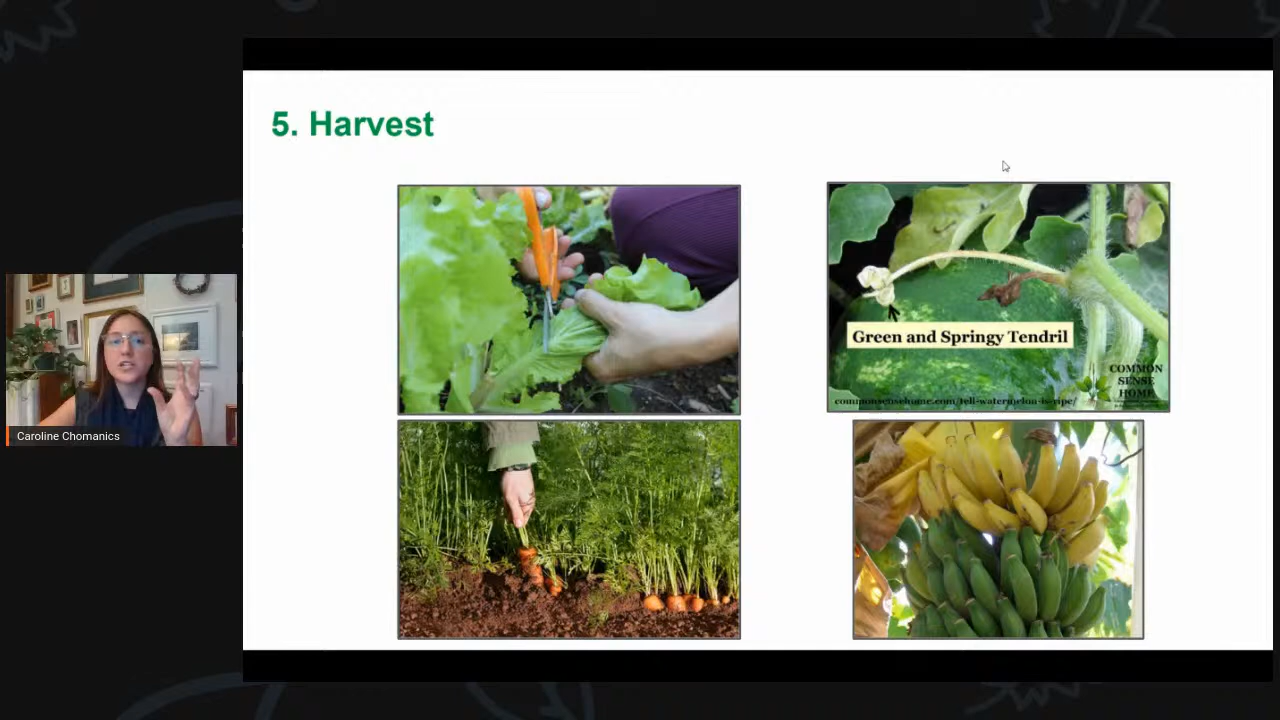 5. Harvest
Green and Springy Tendril
COMMON
SENSE
HOME
commonsensehome.com/tell-watermelon-is-ripe/
Caroline Chomanics